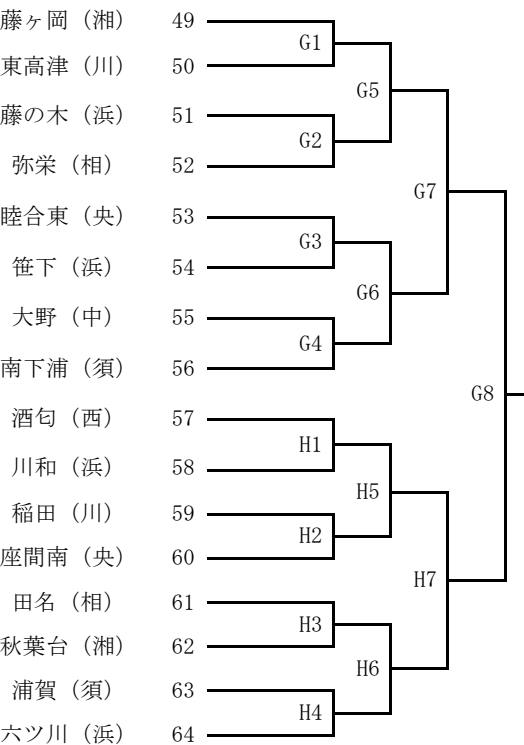 藤ヶ岡（湘） 49
G1
東高津（川） 50
G5
藤の木（浜） 51
G2
弥栄（相） 52
G7
睦合東（央） 53
G3
笹下（浜） 54
G6
大野（中） 55
G4
南下浦（須） 56
G8
酒匂（西） 57
H1
川和（浜） 58
H5
稲田（川） 59
H2
座間南（央） 60
H7
田名（相） 61
H3
秋葉台（湘） 62
H6
浦賀（須） 63
H4
六ツ川（浜） 64